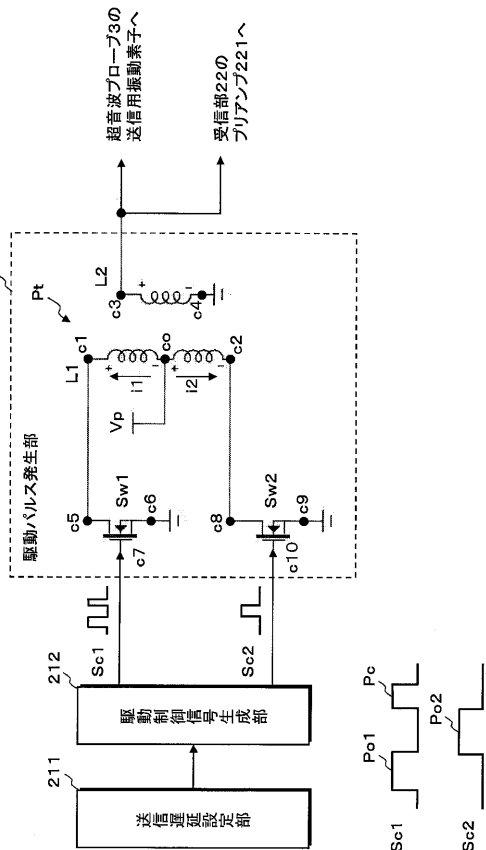 211
送信遅延設定部
212
駆動制御信号生成部
Sc1
Sc2
駆動パルス発生部
c5
Sw1
c6
c7
c8
Sw2
c9
c10
Vp
L1
c1
i1
co
i2
c2
Pt
L2
c3
c4
+
-
+
-
+
-
超音波プローブ3の
送信用振動素子へ
受信部22の
プリアンプ221へ
Sc1
Po1
Pc
Sc2
Po2